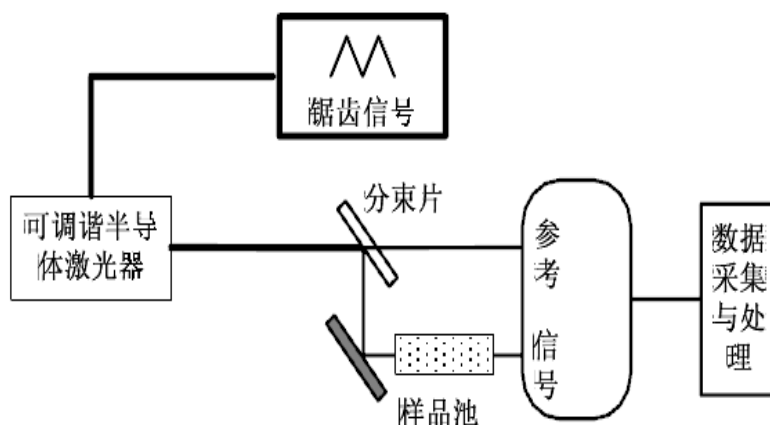 锯齿信号
分束片
可调谐半导
体激光器
参
考
信
号
数据
采集
与处
理
样品池